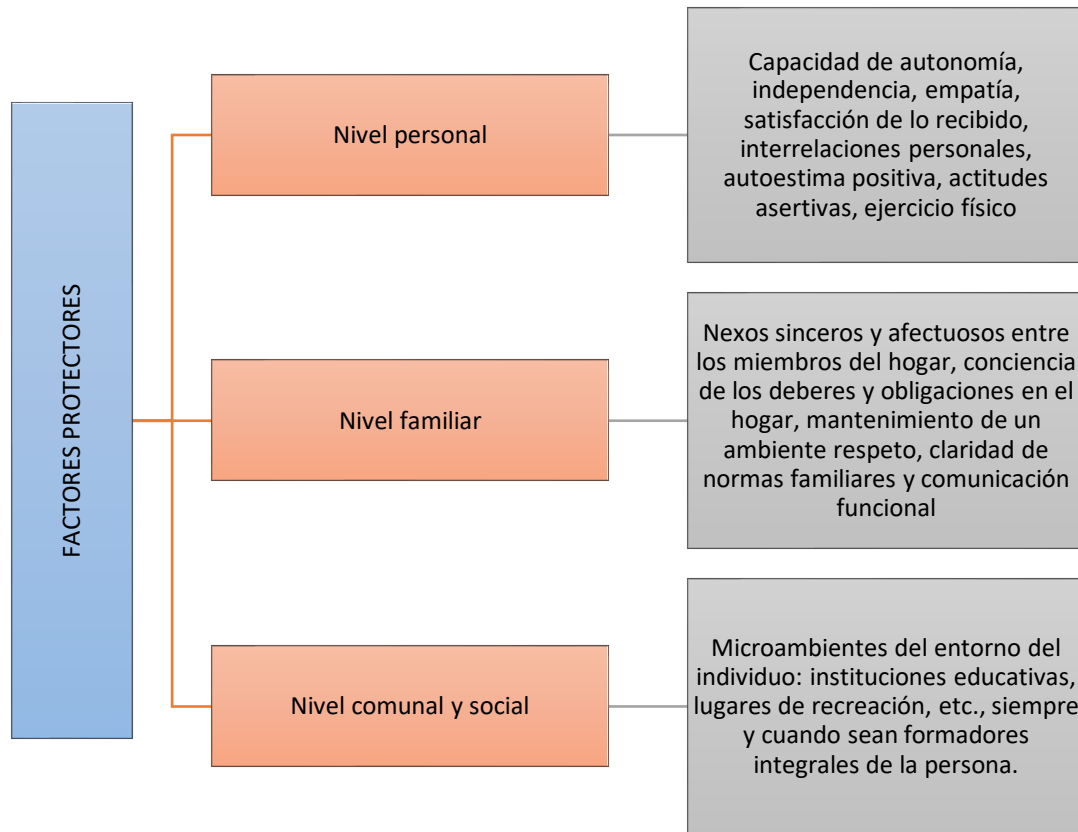 FACTORES PROTECTORES
Nivel personal
Capacidad de autonomía,
independencia, empatía,
satisfacción de lo recibido,
interrelaciones personales,
autoestima positiva, actitudes
asertivas, ejercicio físico
Nivel familiar
Nexos sinceros y afectuosos entre
los miembros del hogar, conciencia
de los deberes y obligaciones en el
hogar, mantenimiento de un
ambiente respeto, claridad de
normas familiares y comunicación
funcional
Nivel comunal y social
Microambientes del entorno del
individuo: instituciones educativas,
lugares de recreación, etc., siempre
y cuando sean formadores
integrales de la persona.